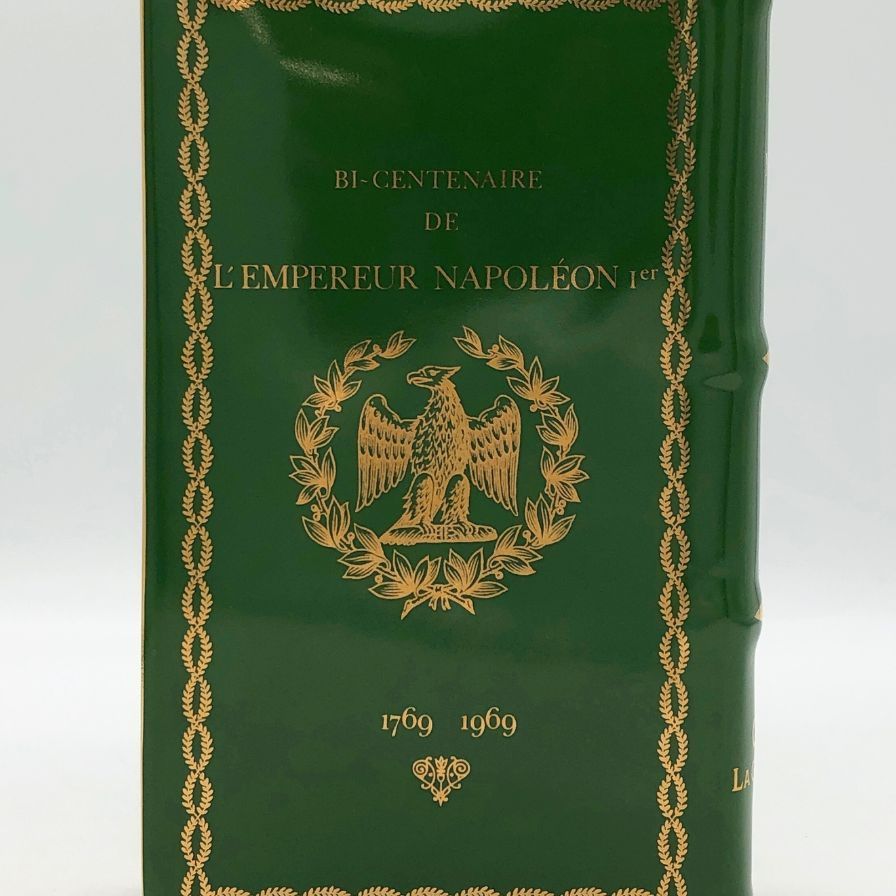 BI~CENTENAIRE
DE
L'EMPEREUR NAPOLÉON Ier
1769 1969